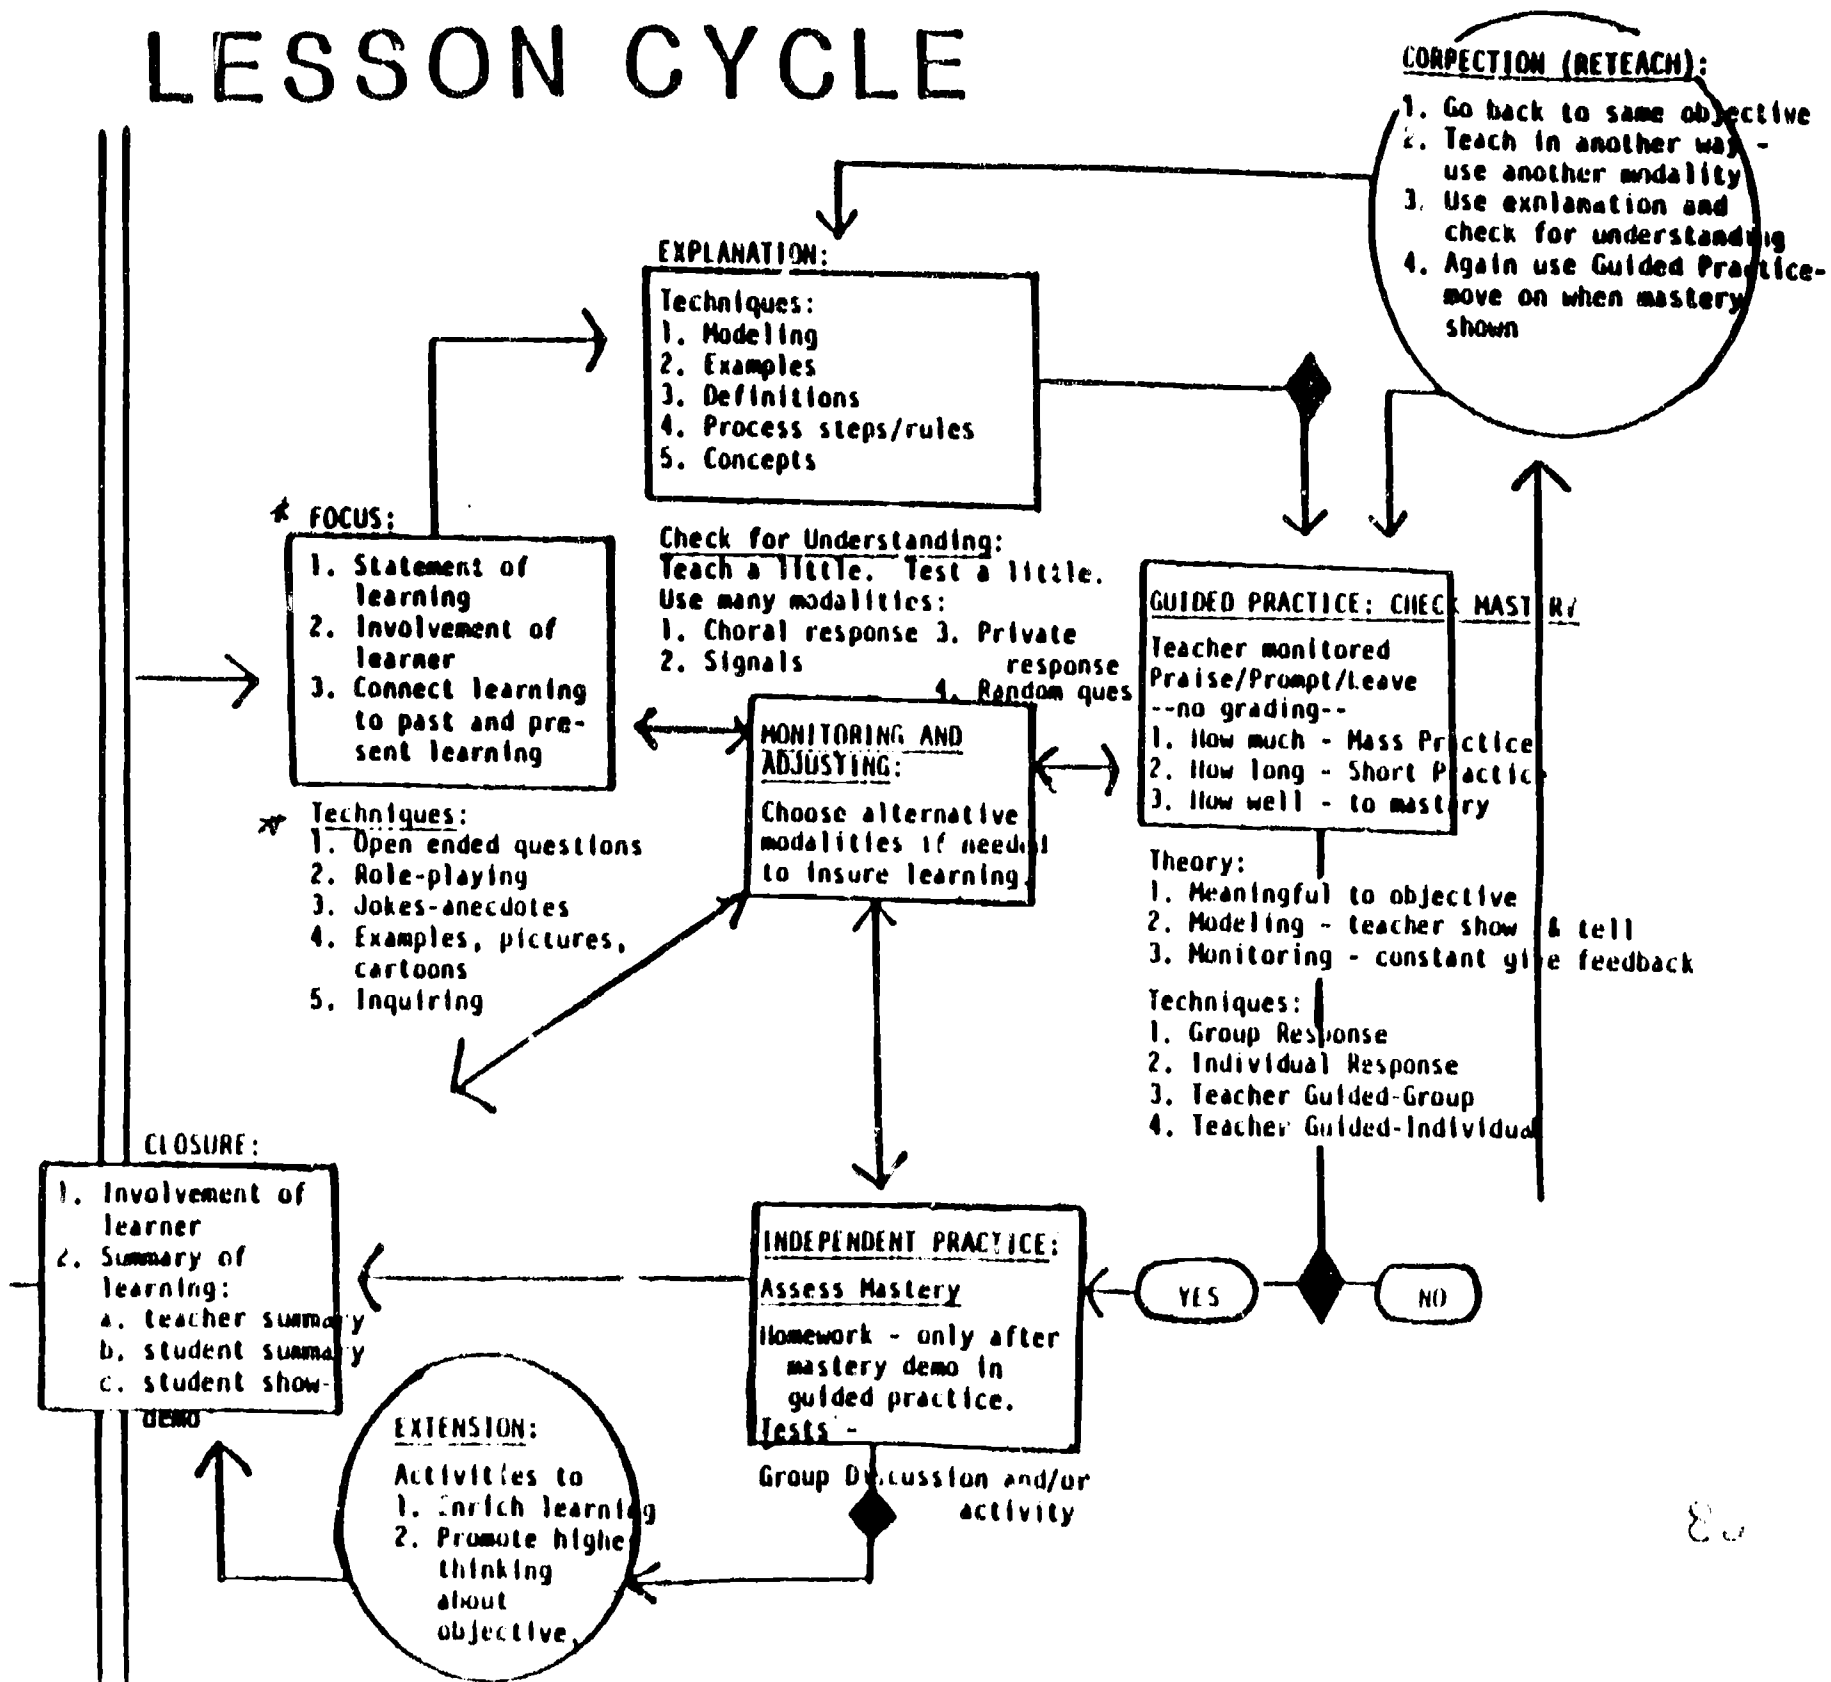 LESSON CYCLE
CORPECTION (RETEACH):
1. Go back to same objective
2. Teach in another way -
use another modality
3. Use exnlanation and
check for understanding
4. Again use Guided Practice-
move on when mastery
shown
EXPLANATION:
Techniques:
1. Modeling
2. Examples
3. Definitions
4. Process steps/rules
5. Concepts
Check for Understanding:
Teach a little. Test a little.
Use many modalities:
1. Choral response 3. Private
2. Signals response
4. Random ques
FOCUS:
1. Statement of
learning
2. Involvement of
learner
3. Connect learning
to past and pre-
sent learning
Techniques:
1. Open ended questions
2. Role-playing
3. Jokes-anecdotes
4. Examples, pictures,
cartoons
5. Inquiring
MONITORING AND
ADJUSTING:
Choose alternative
modalities if needed
to insure learning.
GUIDED PRACTICE: CHECK MASTERY
Teacher monitored
Praise/Prompt/Leave
--no grading--
1. How much - Mass Practice
2. How long - Short Practice
3. How well - to mastery
Theory:
1. Meaningful to objective
2. Modeling - teacher show & tell
3. Monitoring - constant give feedback
Techniques:
1. Group Response
2. Individual Response
3. Teacher Guided-Group
4. Teacher Guided-Individual
YES
NO
INDEPENDENT PRACTICE:
Assess Mastery
Homework - only after
mastery demo in
guided practice.
Tests -
Group Discussion and/or
activity
CLOSURE:
1. Involvement of
learner
2. Summary of
learning:
a. teacher summary
b. student summary
c. student show-
demo
EXTENSION:
Activities to
1. Enrich learning
2. Promote higher
thinking
about
objective.